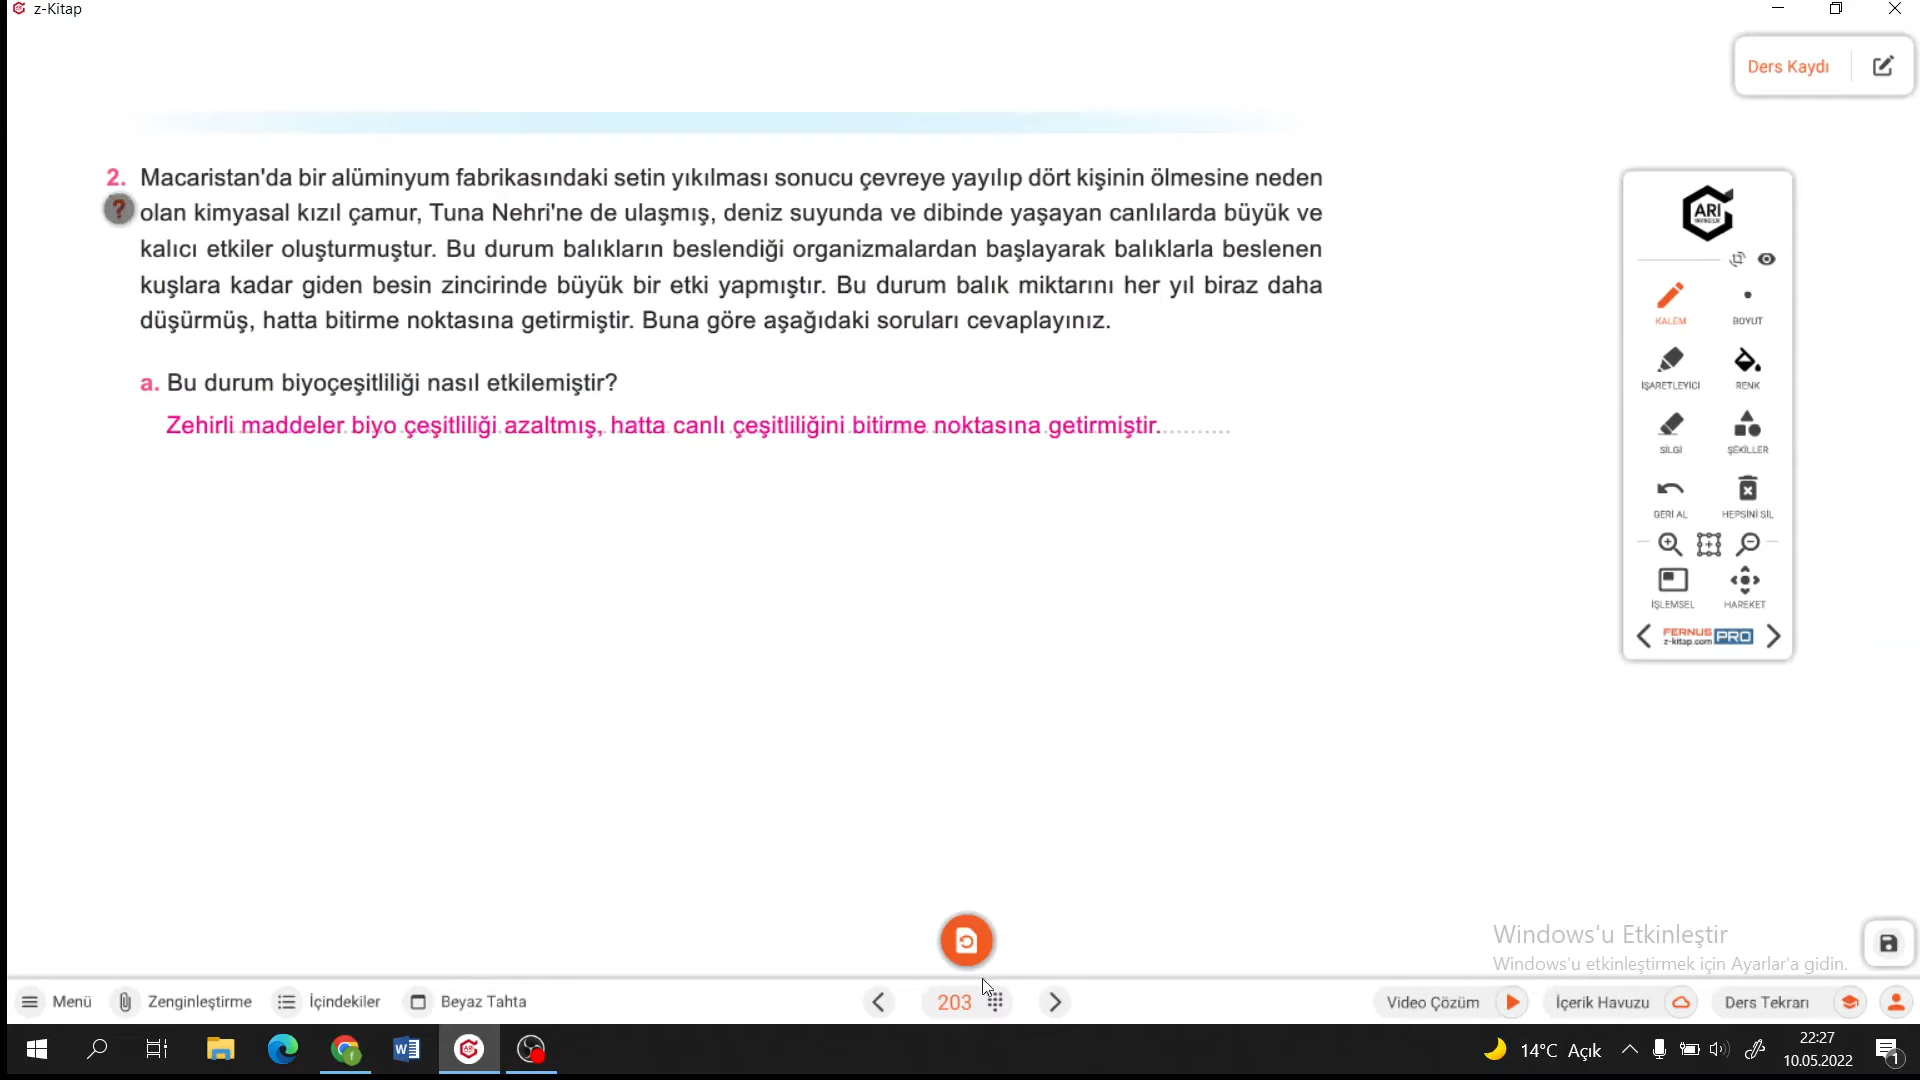 z-Kitap
Ders Kaydı
2. Macaristan'da bir alüminyum fabrikasındaki setin yıkılması sonucu çevreye yayılıp dört kişinin ölmesine neden
? olan kimyasal kızıl çamur, Tuna Nehri'ne de ulaşmış, deniz suyunda ve dibinde yaşayan canlılarda büyük ve
kalıcı etkiler oluşturmuştur. Bu durum balıkların beslendiği organizmalardan başlayarak balıklarla beslenen
kuşlara kadar giden besin zincirinde büyük bir etki yapmıştır. Bu durum balık miktarını her yıl biraz daha
düşürmüş, hatta bitirme noktasına getirmiştir. Buna göre aşağıdaki soruları cevaplayınız.
a. Bu durum biyoçeşitliliği nasıl etkilemiştir?
Zehirli maddeler biyo çeşitliliği azaltmış, hatta canlı çeşitliliğini bitirme noktasına getirmiştir..........
ARI
KALEM BOYUT
İŞARETLEYİCİ RENK
SİLGİ ŞEKİLLER
GERİ AL HEPSİNİ SİL
İŞLEMSEL HAREKET
FERNUS
z-kitap.com PRO
Windows'u Etkinleştir
Windows'u etkinleştirmek için Ayarlar'a gidin.
Menü Zenginleştirme İçindekiler Beyaz Tahta 203 Video Çözüm İçerik Havuzu Ders Tekrarı
14°C Açık 22:27
10.05.2022 1